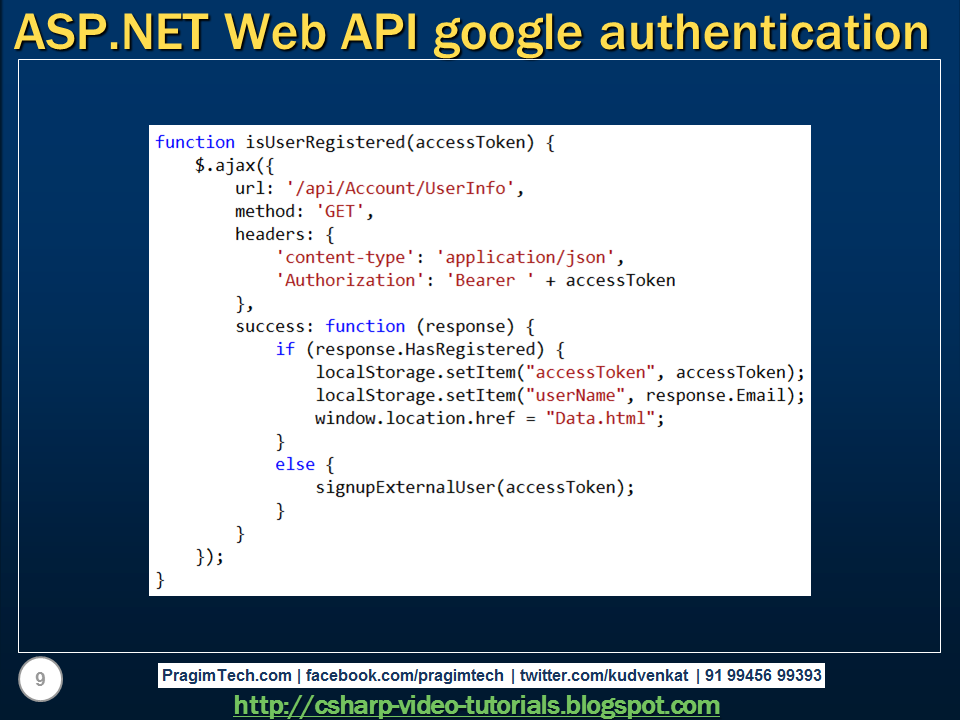 ASP.NET Web API google authentication
function isUserRegistered(accessToken) {
    $.ajax({
        url: '/api/Account/UserInfo',
        method: 'GET',
        headers: {
            'content-type': 'application/json',
            'Authorization': 'Bearer ' + accessToken
        },
        success: function (response) {
            if (response.HasRegistered) {
                localStorage.setItem("accessToken", accessToken);
                localStorage.setItem("userName", response.Email);
                window.location.href = "Data.html";
            }
            else {
                signupExternalUser(accessToken);
            }
        }
    });
}
9
PragimTech.com | facebook.com/pragimtech | twitter.com/kudvenkat | 91 99456 99393
http://csharp-video-tutorials.blogspot.com